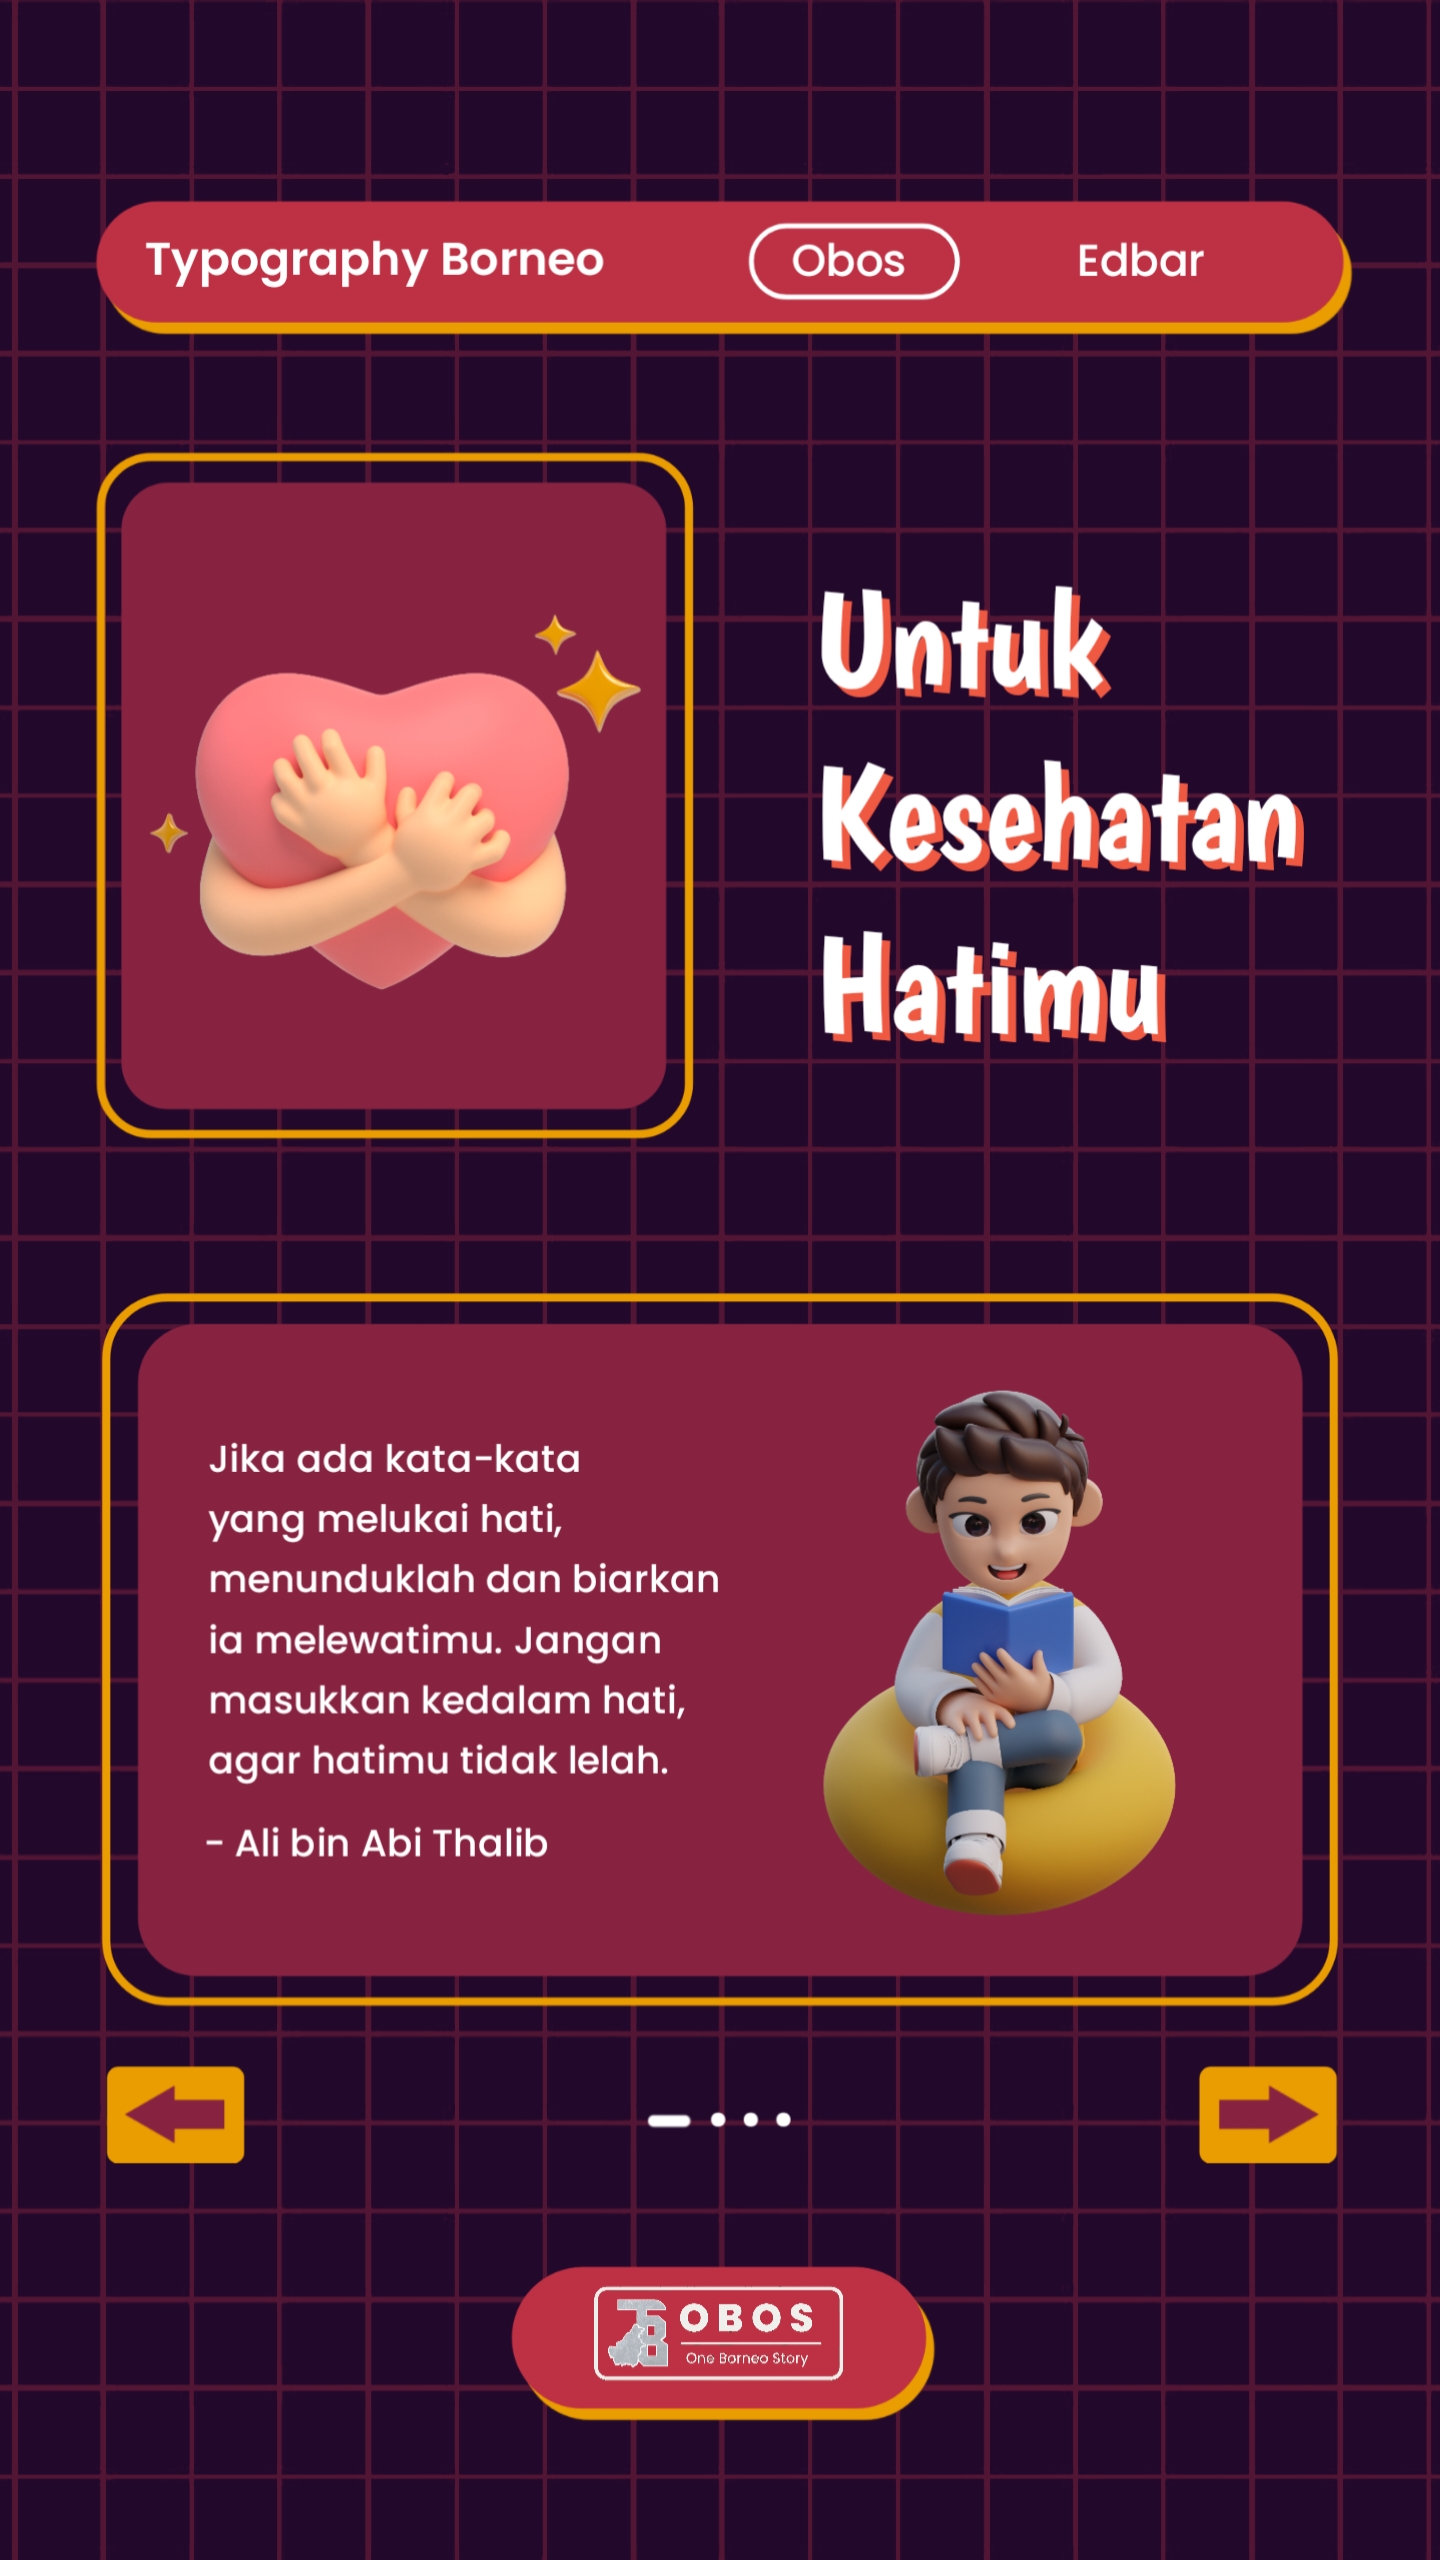 Typography Borneo Obos Edbar
Untuk
Kesehatan
Hatimu
Jika ada kata-kata
yang melukai hati,
menunduklah dan biarkan
ia melewatimu. Jangan
masukkan kedalam hati,
agar hatimu tidak lelah.
- Ali bin Abi Thalib
TB
OBOS
One Borneo Story